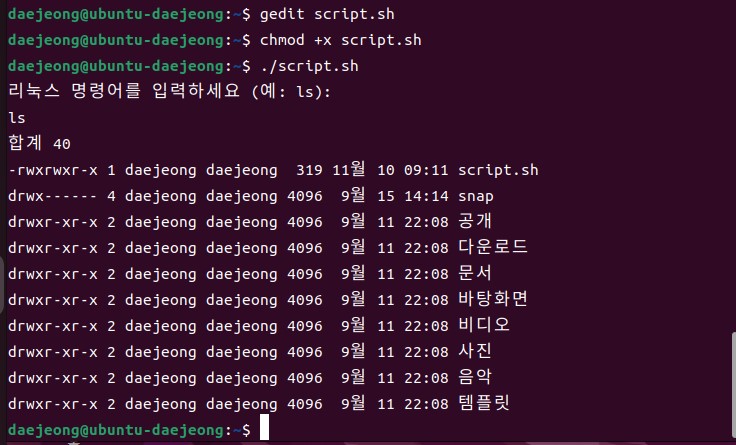 daejeong@ubuntu-daejeong:~$ gedit script.sh
daejeong@ubuntu-daejeong:~$ chmod +x script.sh
daejeong@ubuntu-daejeong:~$ ./script.sh
리눅스 명령어를 입력하세요 (예: ls):
ls
합계 40
-rwxrwxr-x 1 daejeong daejeong  319 11월 10 09:11 script.sh
drwx------ 4 daejeong daejeong 4096  9월 15 14:14 snap
drwxr-xr-x 2 daejeong daejeong 4096  9월 11 22:08 공개
drwxr-xr-x 2 daejeong daejeong 4096  9월 11 22:08 다운로드
drwxr-xr-x 2 daejeong daejeong 4096  9월 11 22:08 문서
drwxr-xr-x 2 daejeong daejeong 4096  9월 11 22:08 바탕화면
drwxr-xr-x 2 daejeong daejeong 4096  9월 11 22:08 비디오
drwxr-xr-x 2 daejeong daejeong 4096  9월 11 22:08 사진
drwxr-xr-x 2 daejeong daejeong 4096  9월 11 22:08 음악
drwxr-xr-x 2 daejeong daejeong 4096  9월 11 22:08 템플릿
daejeong@ubuntu-daejeong:~$